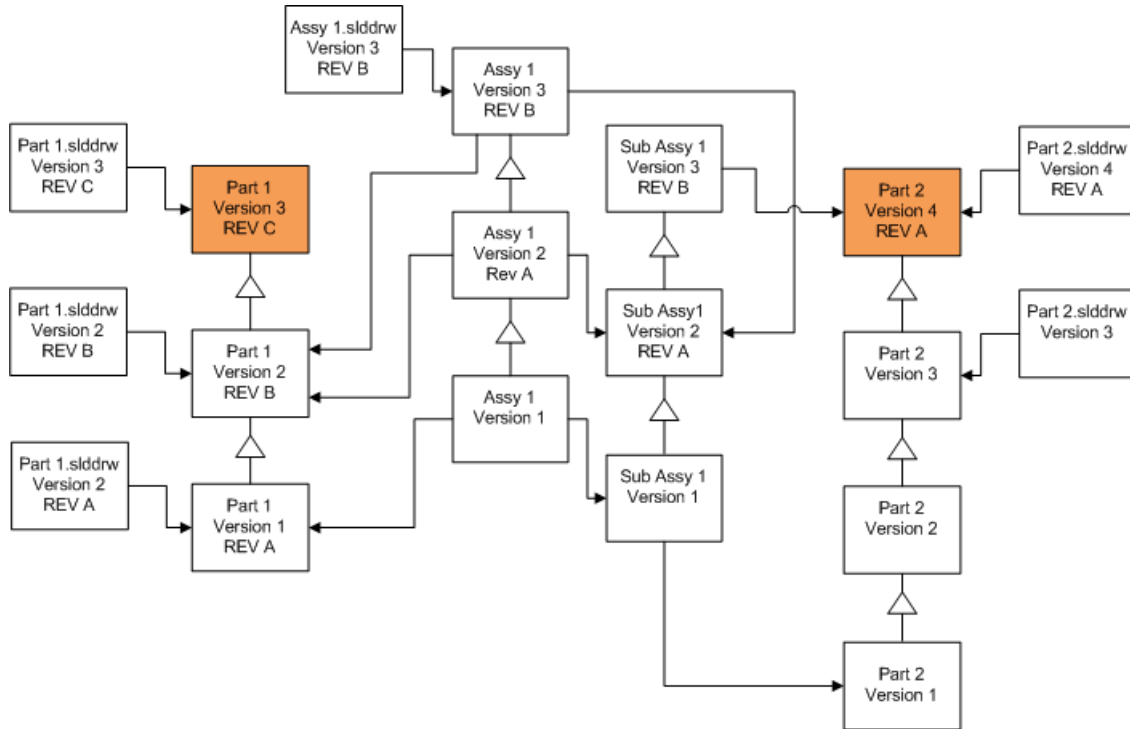 Assy 1.slddrw
Version 3
REV B
Assy 1
Version 3
REV B
Part 1.slddrw
Version 3
REV C
Part 1
Version 3
REV C
Sub Assy 1
Version 3
REV B
Part 2
Version 4
REV A
Part 2.slddrw
Version 4
REV A
Assy 1
Version 2
Rev A
Part 1.slddrw
Version 2
REV B
Part 1
Version 2
REV B
Sub Assy1
Version 2
REV A
Part 2
Version 3
Part 2.slddrw
Version 3
Assy 1
Version 1
Part 1.slddrw
Version 2
REV A
Part 1
Version 1
REV A
Sub Assy 1
Version 1
Part 2
Version 2
Part 2
Version 1